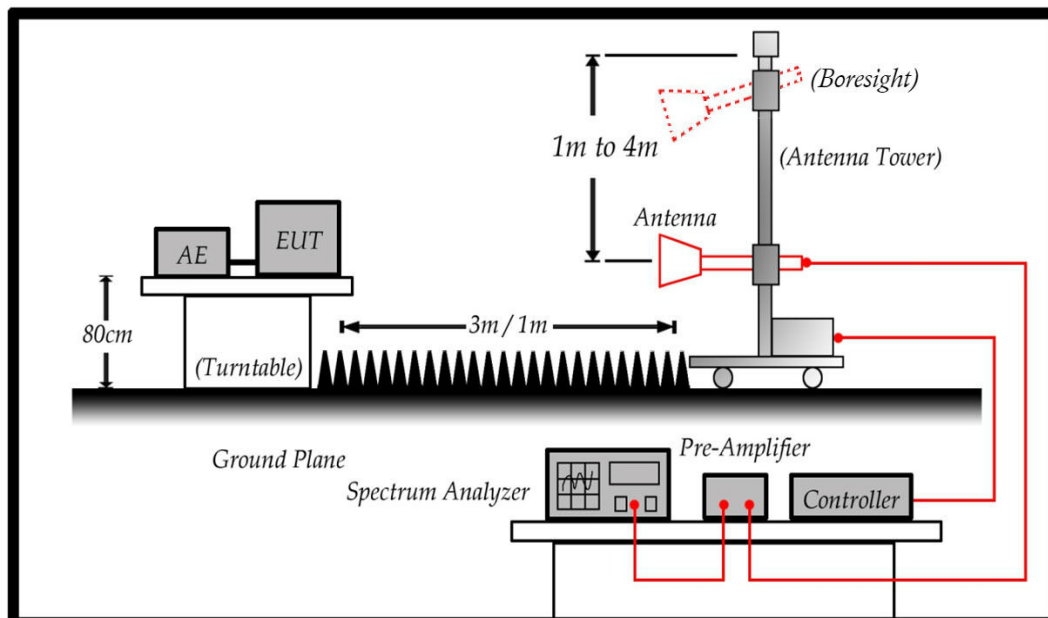 (Boresight)
1m to 4m
(Antenna Tower)
Antenna
AE
EUT
80cm
3m / 1m
(Turntable)
Ground Plane
Pre-Amplifier
Spectrum Analyzer
Controller